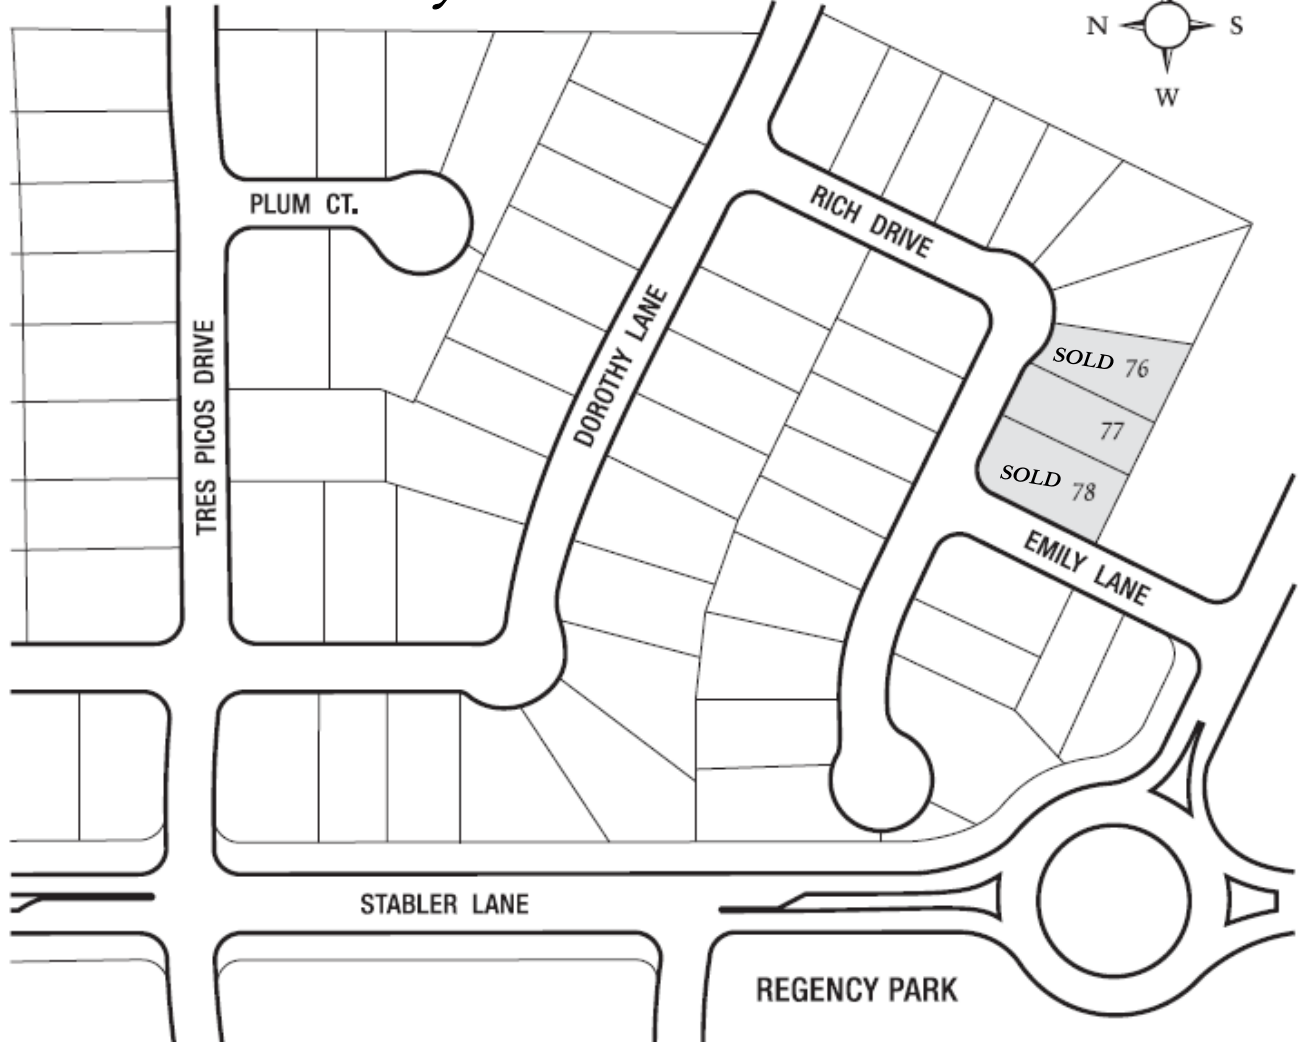 N S
W
PLUM CT.
RICH DRIVE
TRES PICOS DRIVE
DOROTHY LANE
SOLD 76
77
SOLD 78
EMILY LANE
STABLER LANE
REGENCY PARK